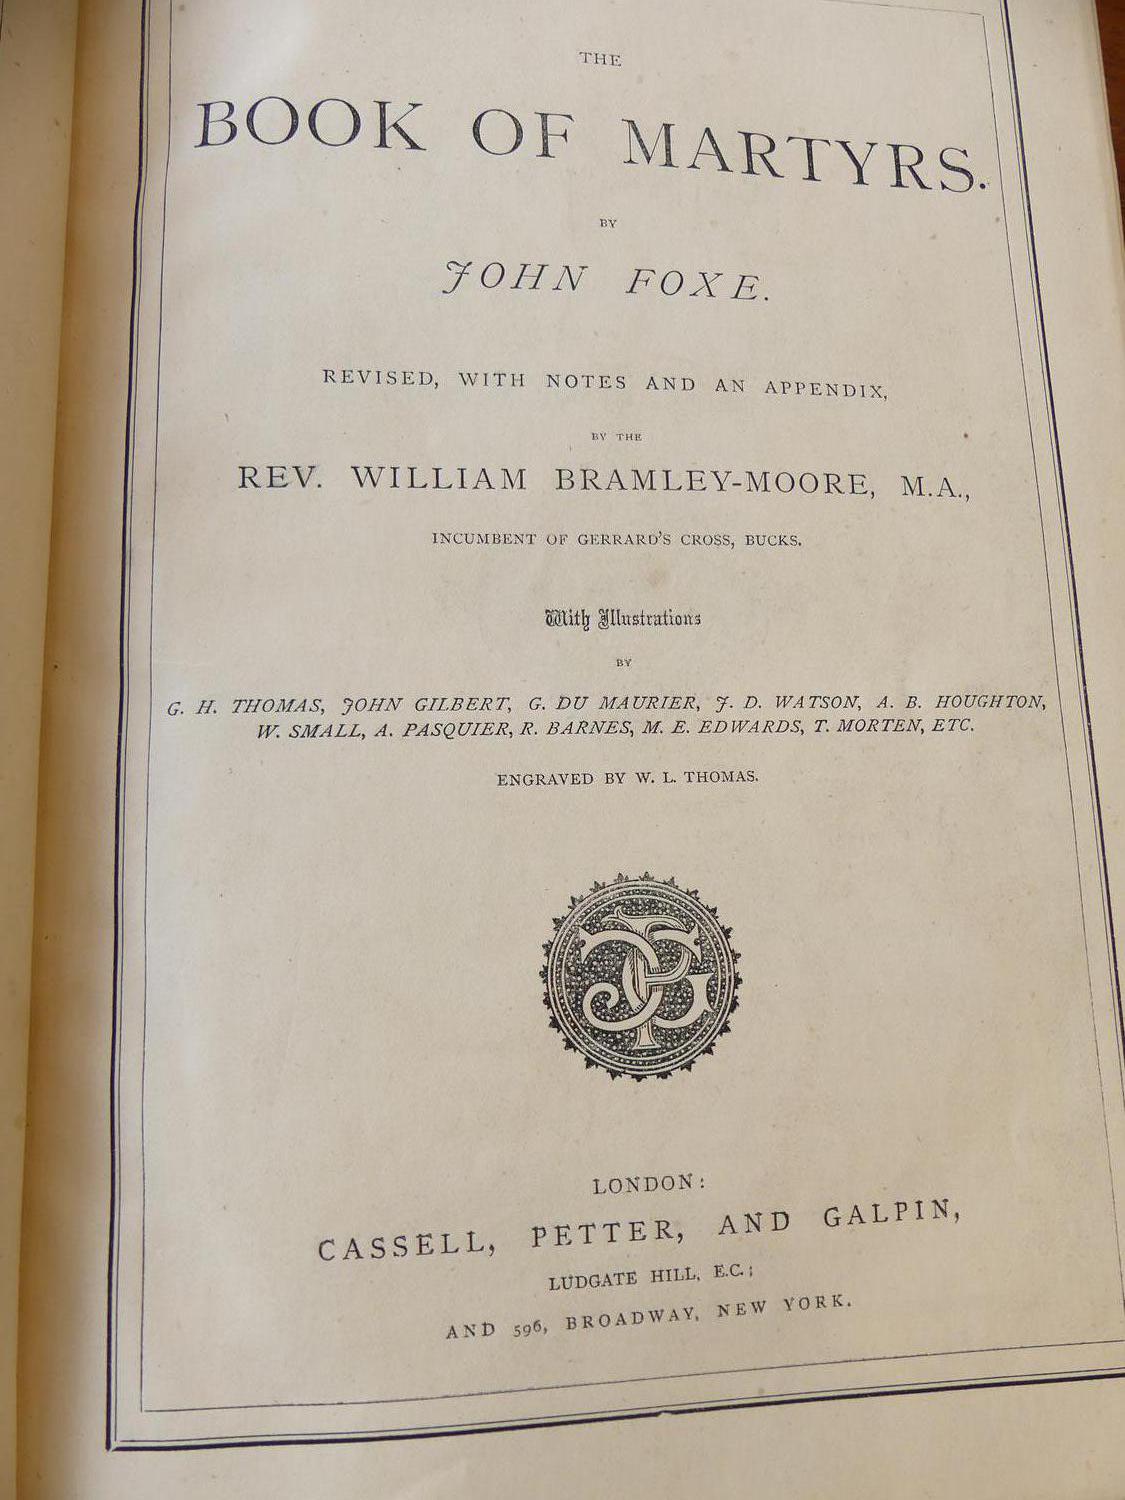 THE
BOOK OF MARTYRS.
BY
JOHN FOXE.
REVISED, WITH NOTES AND AN APPENDIX,
BY THE
REV. WILLIAM BRAMLEY-MOORE, M.A.,
INCUMBENT OF GERRARD'S CROSS, BUCKS.
With Illustrations
BY
G. H. THOMAS, JOHN GILBERT, G. DU MAURIER, J. D. WATSON, A. B. HOUGHTON,
W. SMALL, A. PASQUIER, R. BARNES, M. E. EDWARDS, T. MORTEN, ETC.
ENGRAVED BY W. L. THOMAS.
CPG
LONDON:
CASSELL, PETTER, AND GALPIN,
LUDGATE HILL, E.C.;
AND 596, BROADWAY, NEW YORK.